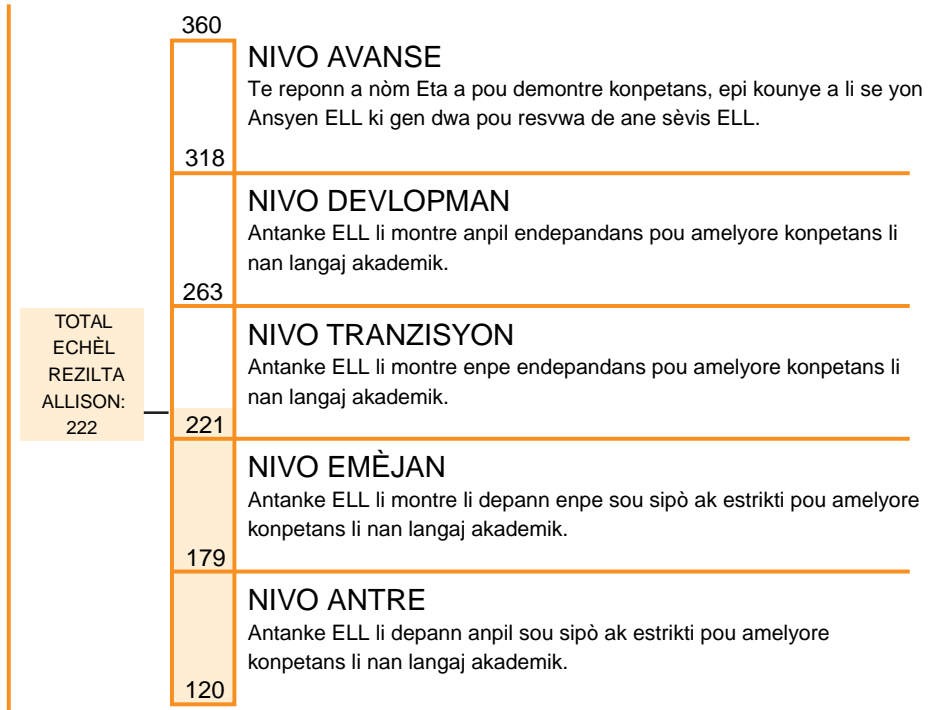 360
NIVO AVANSE
Te reponn a nòm Eta a pou demontre konpetans, epi kounye a li se yon
Ansyen ELL ki gen dwa pou resvwa de ane sèvis ELL.
318
NIVO DEVLOPMAN
Antanke ELL li montre anpil endepandans pou amelyore konpetans li
nan langaj akademik.
263
TOTAL
ECHÈL
REZILTA
ALLISON:
222
NIVO TRANZISYON
Antanke ELL li montre enpe endepandans pou amelyore konpetans li
nan langaj akademik.
221
NIVO EMÈJAN
Antanke ELL li montre li depann enpe sou sipò ak estrikti pou amelyore
konpetans li nan langaj akademik.
179
NIVO ANTRE
Antanke ELL li depann anpil sou sipò ak estrikti pou amelyore
konpetans li nan langaj akademik.
120